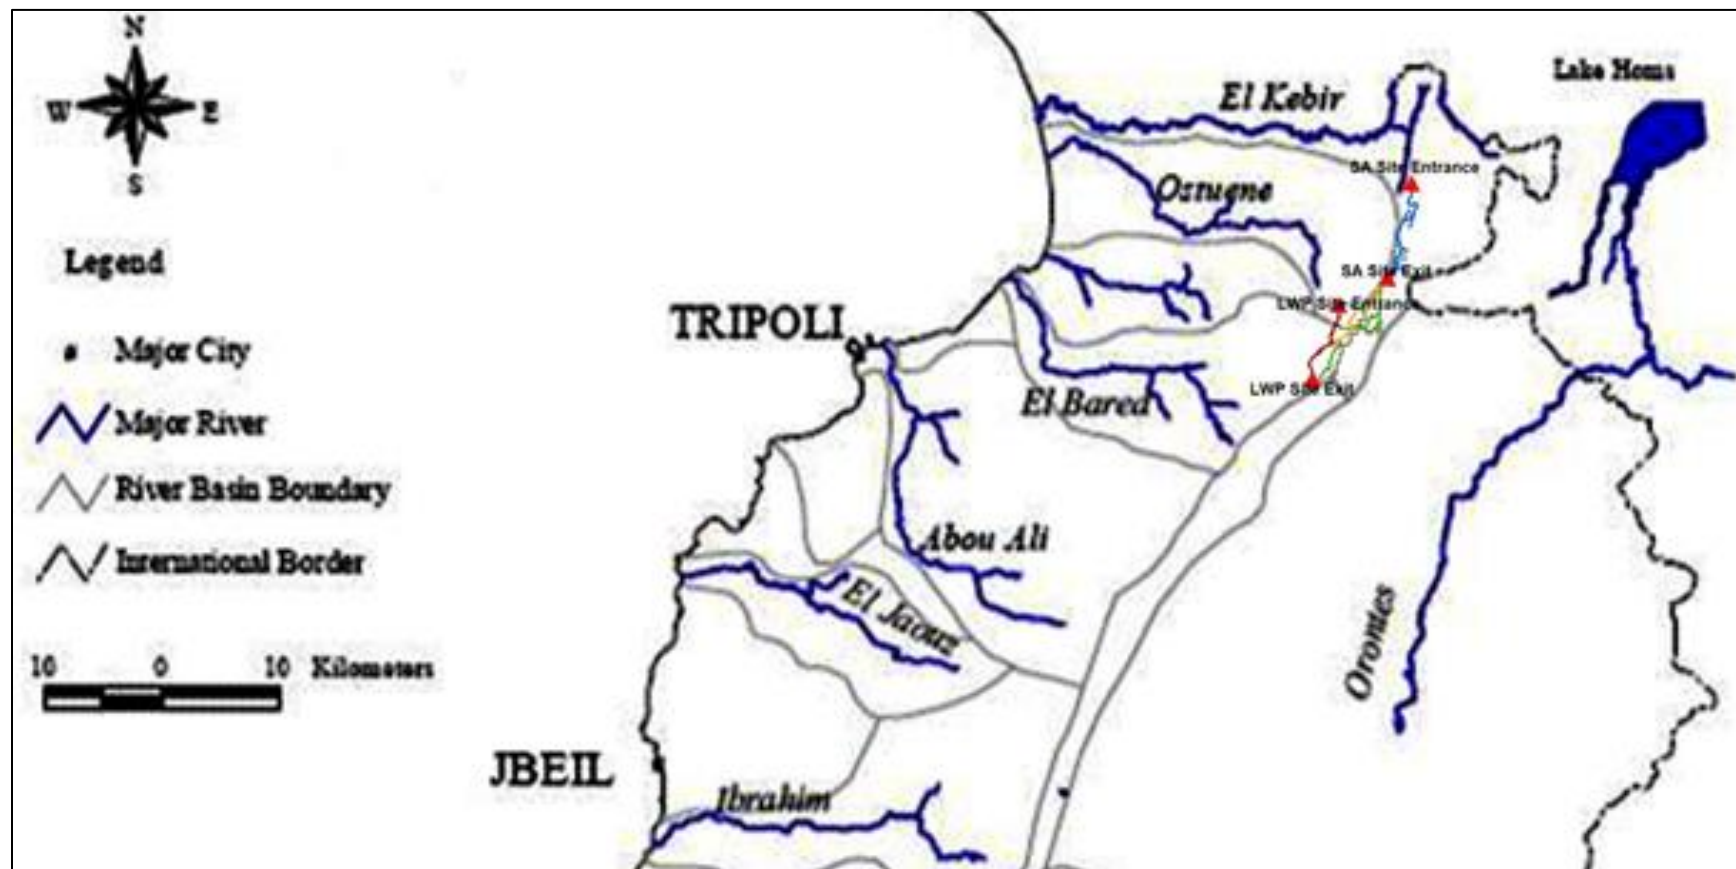 N
W E
S
Legend
Major City
Major River
River Basin Boundary
International Border
10 0 10 Kilometers
TRIPOLI
JBEIL
El Kebir
Lake Homs
SA Site Entrance
Ostuene
SA Site Exit
LWP Site Entrance
LWP Site Exit
El Bared
Abou Ali
El Jaouz
Orontes
Ibrahim